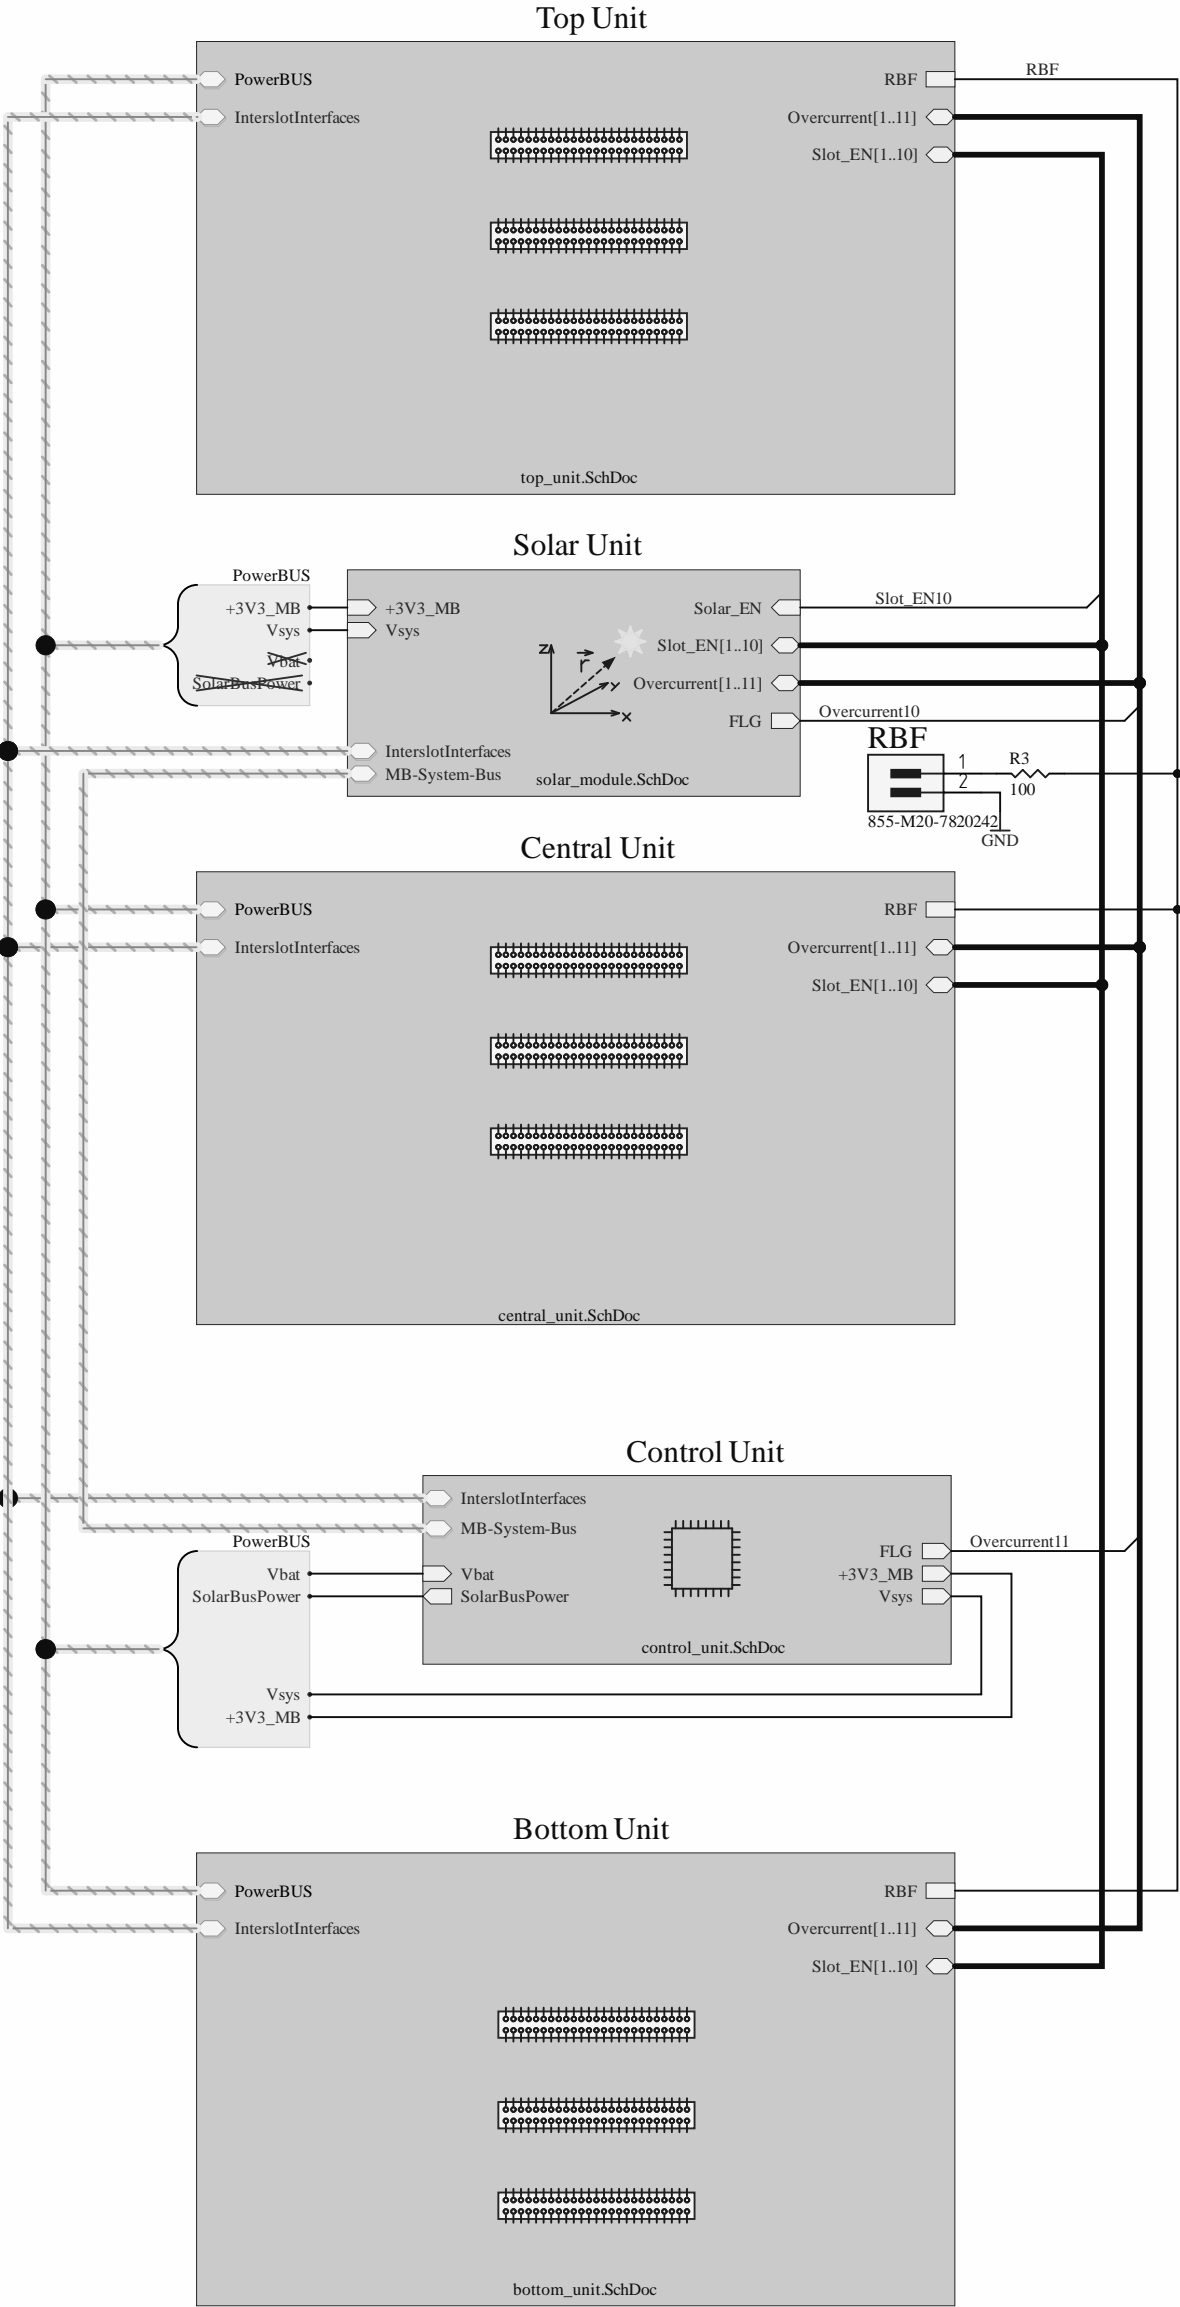 Top Unit
PowerBUS
RBF
RBF
InterslotInterfaces
Overcurrent[1..11]
Slot_EN[1..10]
top_unit.SchDoc
Solar Unit
PowerBUS
+3V3_MB
+3V3_MB
Solar_EN
Slot_EN10
Vsys
Vsys
Z
r
Slot_EN[1..10]
Vbat
SolarBusPower
Y
Overcurrent[1..11]
X
FLG
Overcurrent10
RBF
InterslotInterfaces
1
R3
MB-System-Bus
solar_module.SchDoc
2
100
855-M20-7820242
GND
Central Unit
PowerBUS
RBF
InterslotInterfaces
Overcurrent[1..11]
Slot_EN[1..10]
central_unit.SchDoc
Control Unit
InterslotInterfaces
MB-System-Bus
PowerBUS
FLG
Overcurrent11
Vbat
Vbat
+3V3_MB
SolarBusPower
SolarBusPower
Vsys
control_unit.SchDoc
Vsys
+3V3_MB
Bottom Unit
PowerBUS
RBF
InterslotInterfaces
Overcurrent[1..11]
Slot_EN[1..10]
bottom_unit.SchDoc